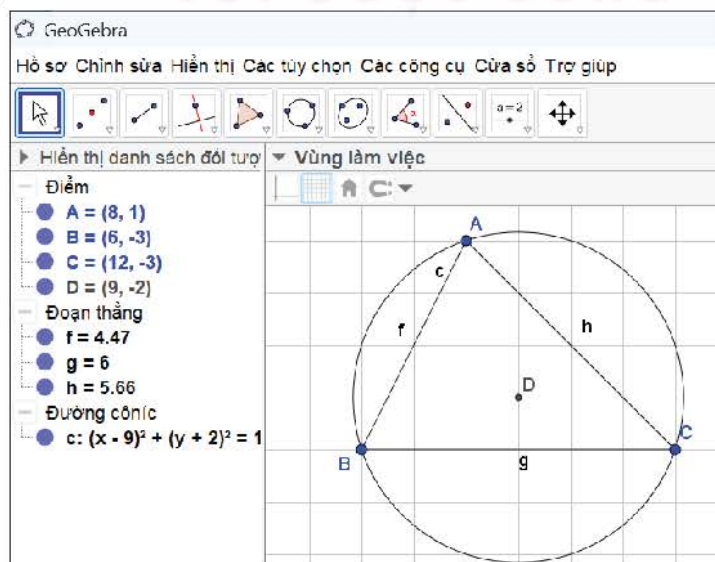 GeoGebra
Hồ sơ Chỉnh sửa Hiển thị Các tùy chọn Các công cụ Cửa sổ Trợ giúp
a=2
Hiển thị danh sách đối tượ
Vùng làm việc
Điểm
A = (8, 1)
B = (6, -3)
C = (12, -3)
D = (9, -2)
Đoạn thẳng
f = 4.47
g = 6
h = 5.66
Đường cônic
c: (x - 9)² + (y + 2)² = 1
A
c
f
h
D
B
C
g